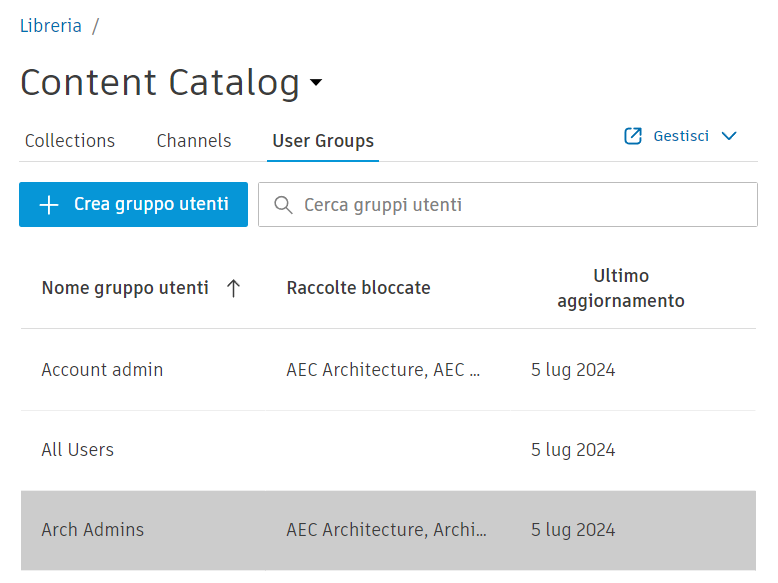 Libreria /
Content Catalog
Collections Channels User Groups Gestisci
Crea gruppo utenti Cerca gruppi utenti
Nome gruppo utenti Raccolte bloccate Ultimo aggiornamento
Account admin AEC Architecture, AEC ... 5 lug 2024
All Users 5 lug 2024
Arch Admins AEC Architecture, Archi... 5 lug 2024